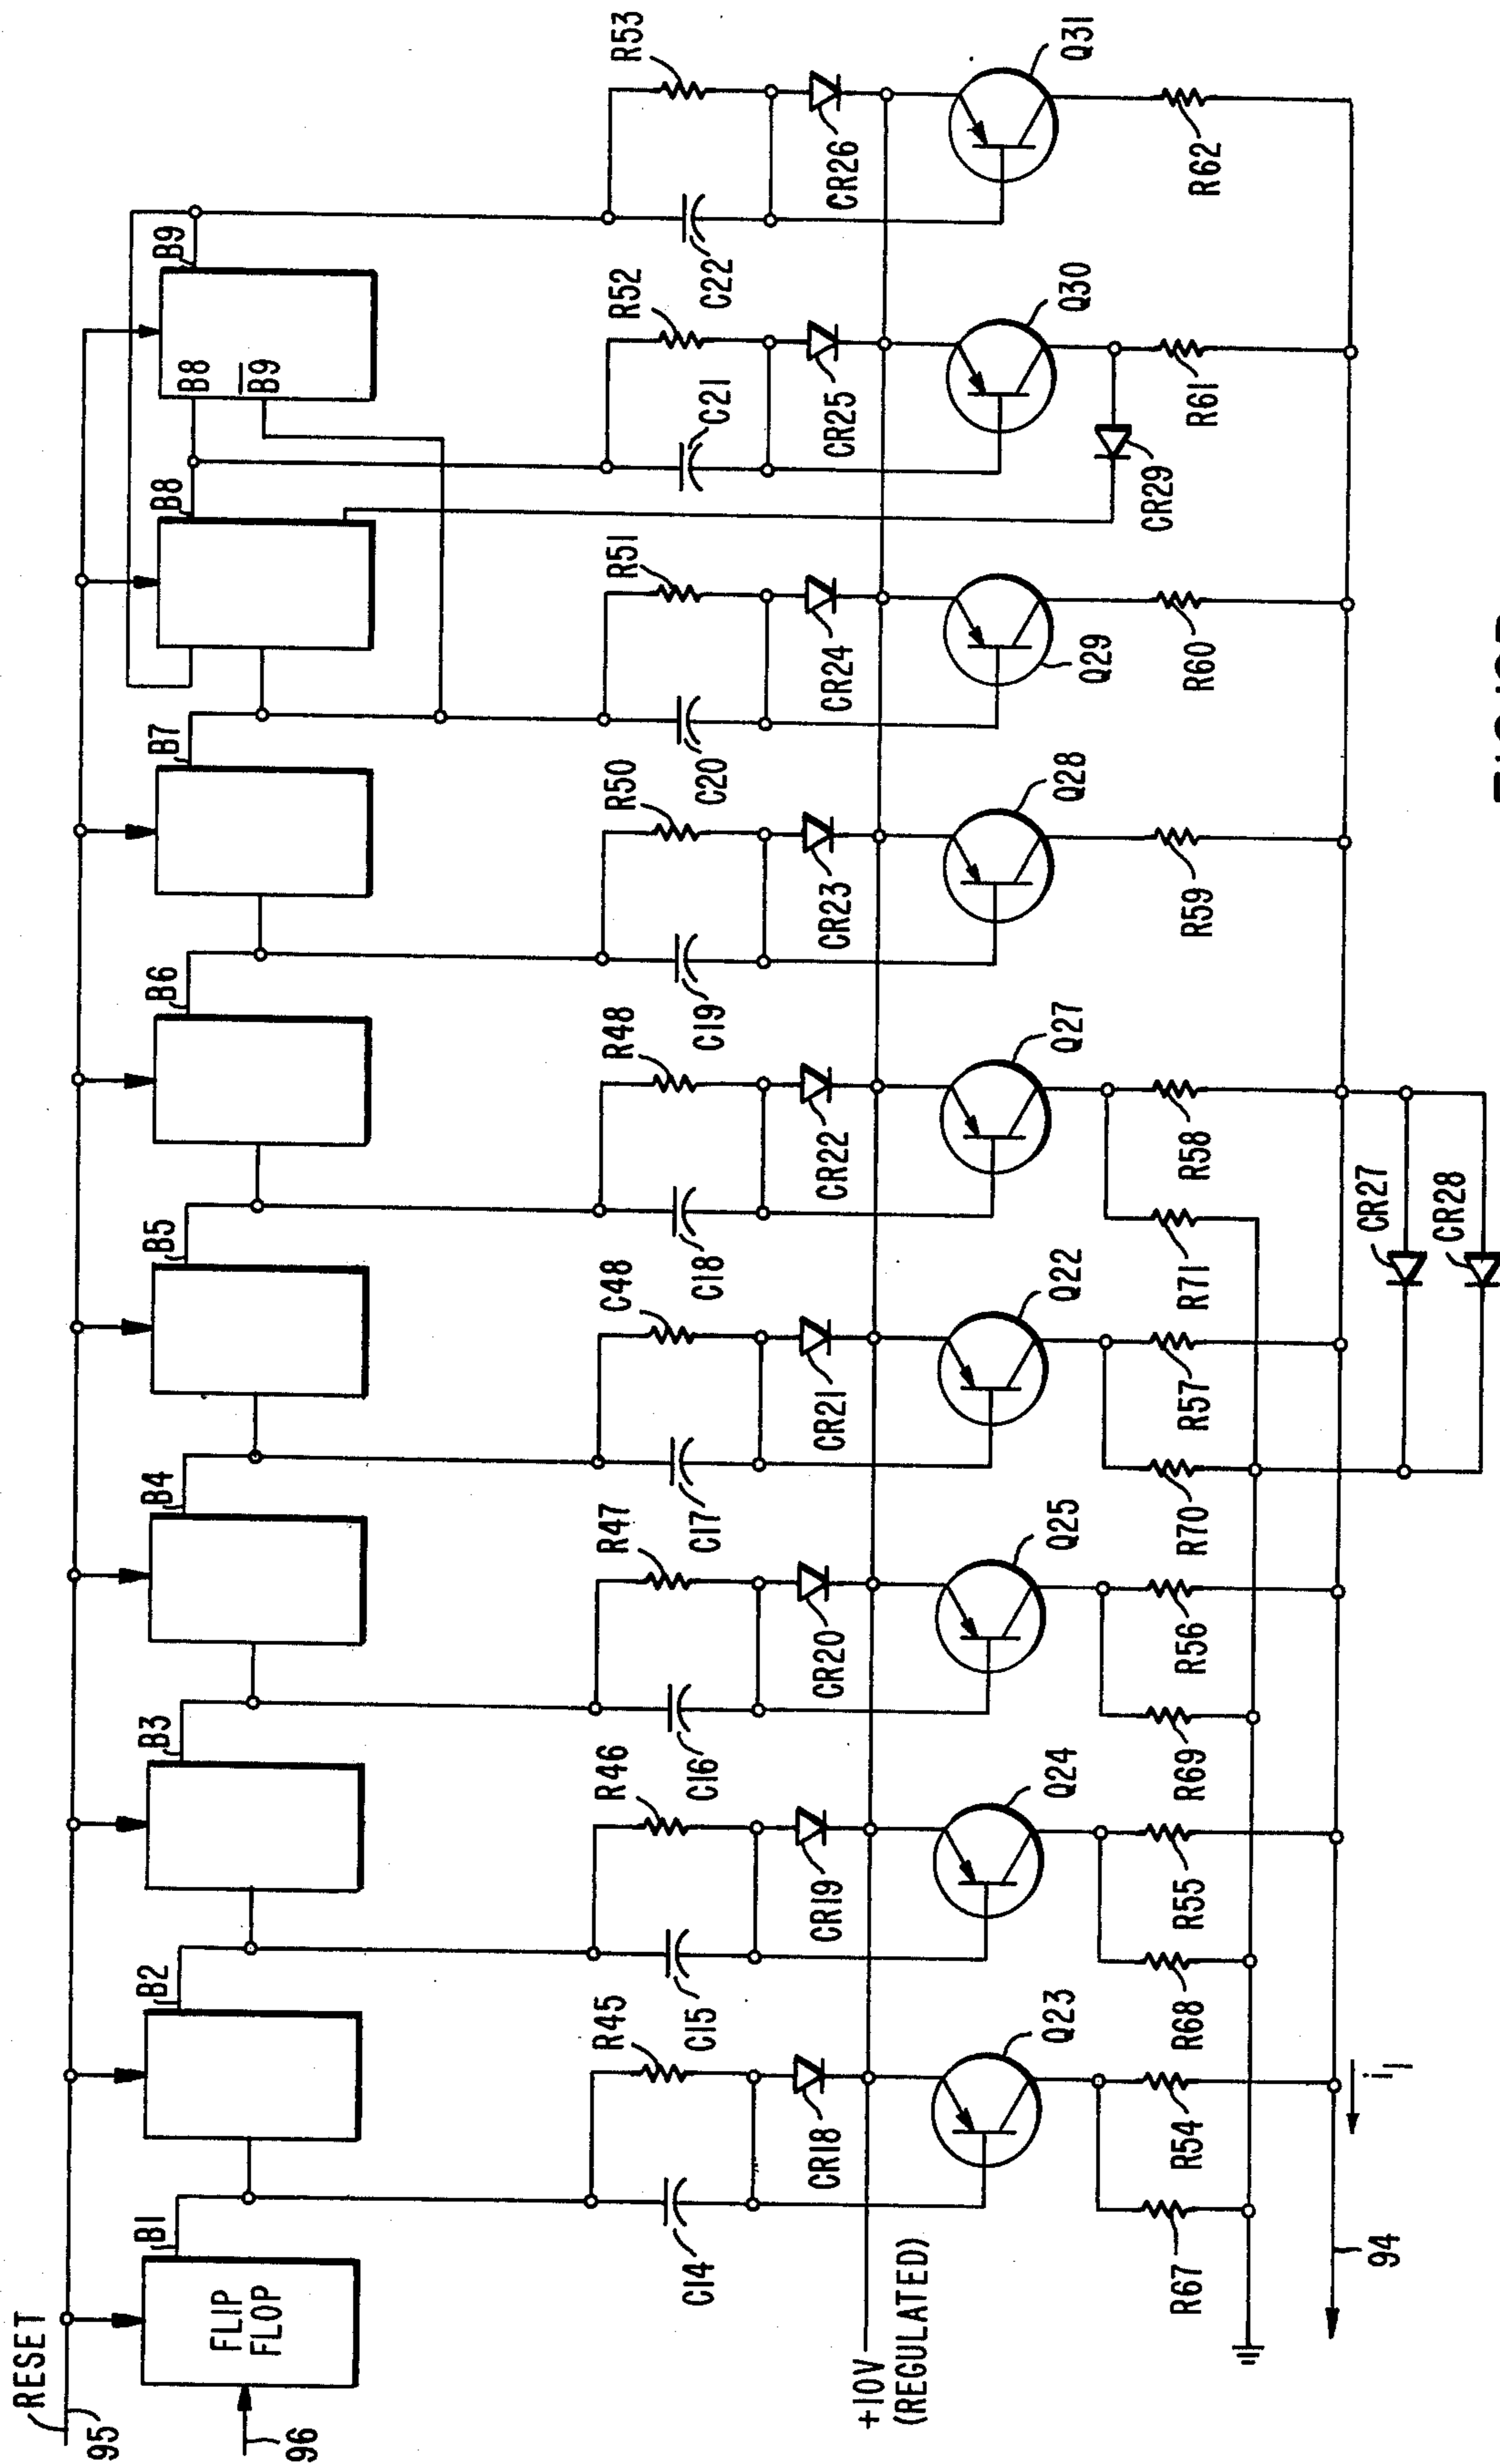 RESET
95
96
FLIP
FLOP
B1
B2
B3
B4
B5
B6
B7
B8
B9
B8
B̅9̅
R45
R46
R47
C48
R48
R50
R51
R52
R53
C14
C15
C16
C17
C18
C19
C20
C21
C22
CR18
CR19
CR20
CR21
CR22
CR23
CR24
CR25
CR26
+10V
(REGULATED)
Q23
Q24
Q25
Q22
Q27
Q28
Q29
Q30
Q31
R67
R54
R68
R55
R69
R56
R70
R57
R71
R58
R59
R60
CR29
R61
R62
94
i1
CR27
CR28